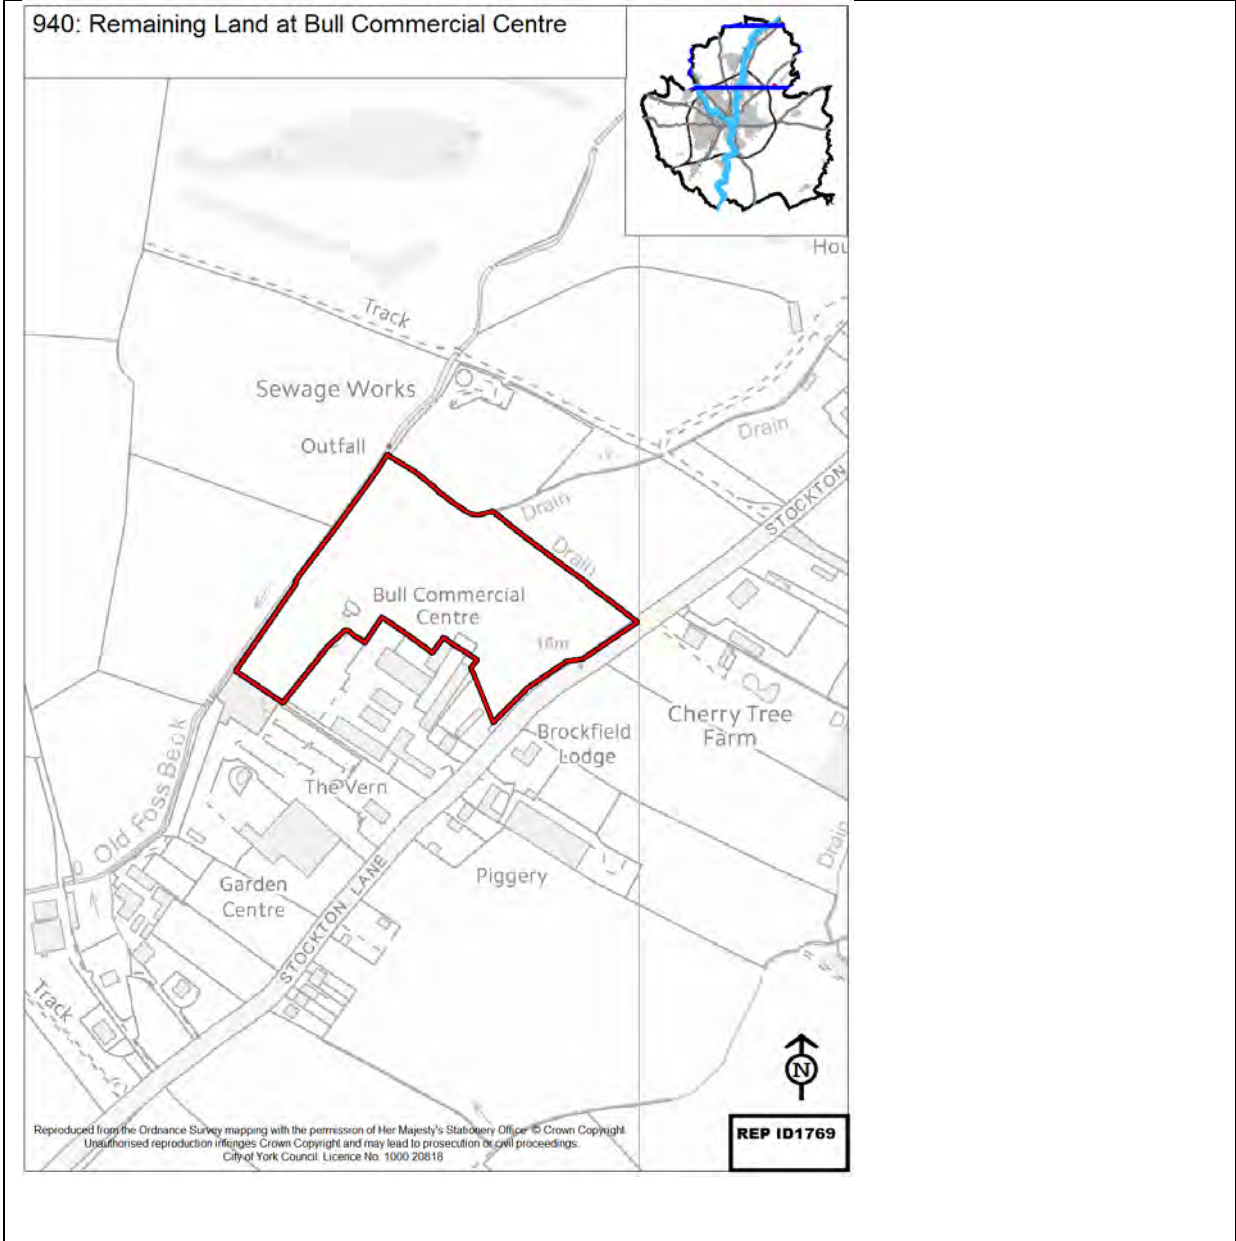 940: Remaining Land at Bull Commercial Centre
Track
Sewage Works
Outfall
Drain
Drain
Drain
STOCKTON
Bull Commercial
Centre
Cherry Tree
Farm
Brockfield
Lodge
The Vern
Old Foss Beck
Piggery
Garden
Centre
STOCKTON LANE
Drain
Track
N
Reproduced from the Ordnance Survey mapping with the permission of Her Majesty's Stationery Office © Crown Copyright.
Unauthorised reproduction infringes Crown Copyright and may lead to prosecution or civil proceedings.
City of York Council. Licence No. 1000 20818
REP ID1769